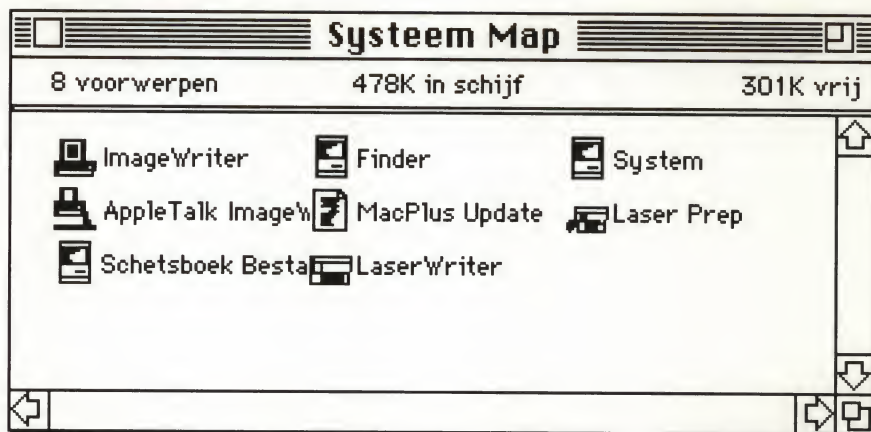 Systeem Map
8 voorwerpen 478K in schijf 301K vrij
ImageWriter Finder System
AppleTalk ImageW MacPlus Update Laser Prep
Schetsboek Besta LaserWriter